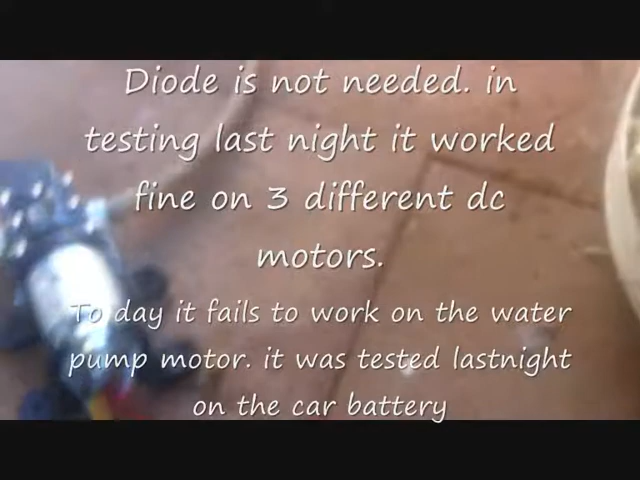 Diode is not needed. in
testing last night it worked
fine on 3 different dc
motors.
To day it fails to work on the water
pump motor. it was tested lastnight
on the car battery